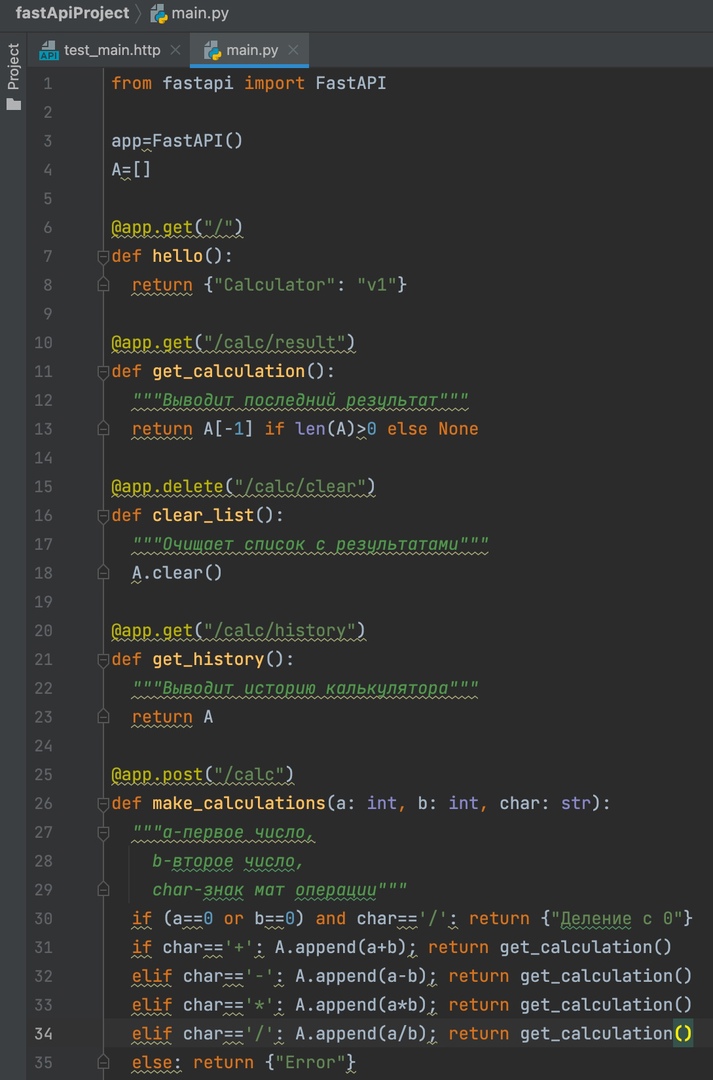 fastApiProject
main.py
Project
test_main.http
main.py
API
1 from fastapi import FastAPI
2
3 app=FastAPI()
4 A=[]
5
6 @app.get("/")
7 def hello():
8   return {"Calculator": "v1"}
9
10 @app.get("/calc/result")
11 def get_calculation():
12   """Выводит последний результат"""
13   return A[-1] if len(A)>0 else None
14
15 @app.delete("/calc/clear")
16 def clear_list():
17   """Очищает список с результатами"""
18   A.clear()
19
20 @app.get("/calc/history")
21 def get_history():
22   """Выводит историю калькулятора"""
23   return A
24
25 @app.post("/calc")
26 def make_calculations(a: int, b: int, char: str):
27   """a-первое число,
28     b-второе число,
29     char-знак мат операции"""
30   if (a==0 or b==0) and char=='/': return {"Деление с 0"}
31   if char=='+': A.append(a+b); return get_calculation()
32   elif char=='-': A.append(a-b); return get_calculation()
33   elif char=='*': A.append(a*b); return get_calculation()
34   elif char=='/': A.append(a/b); return get_calculation()
35   else: return {"Error"}